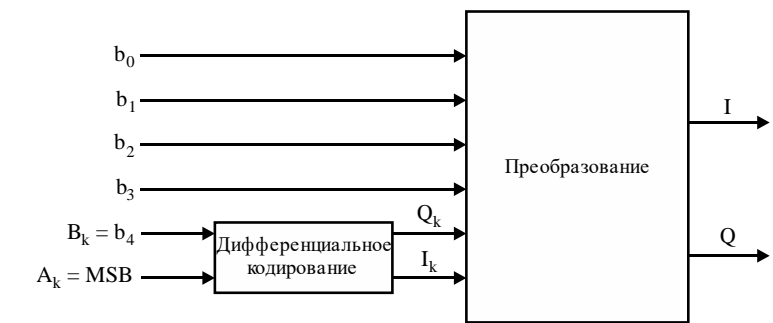 b0
b1
b2
b3
Bk = b4
Ak = MSB
Дифференциальное
кодирование
Qk
Ik
Преобразование
I
Q